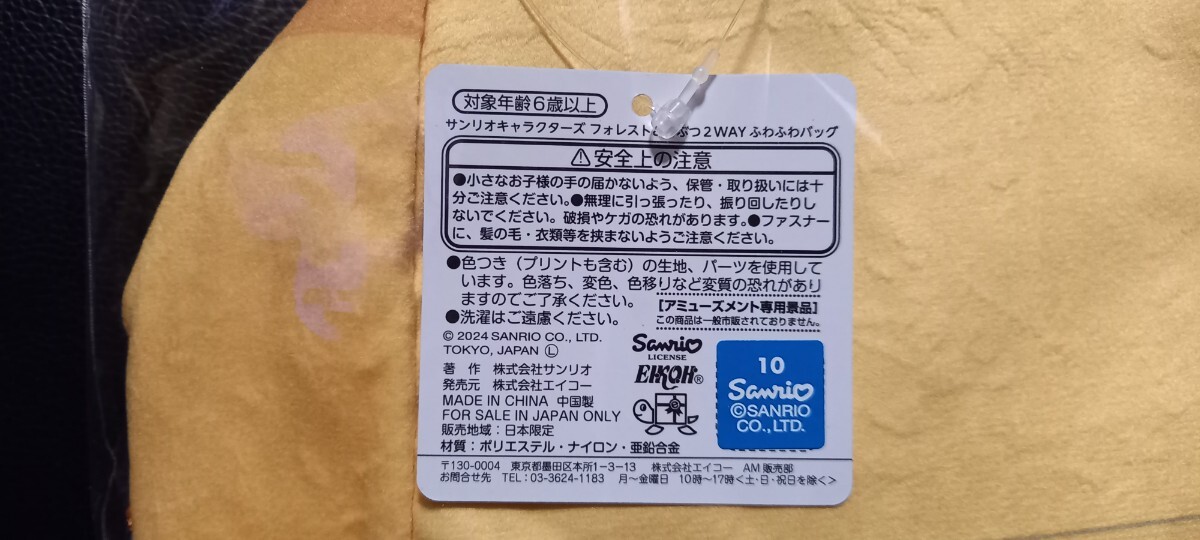 対象年齢6歳以上
サンリオキャラクターズ フォレスト ぶつ2WAY ふわふわバッグ
⚠安全上の注意
●小さなお子様の手の届かないよう、保管・取り扱いには十
分ご注意ください。●無理に引っ張ったり、振り回したりし
ないでください。破損やケガの恐れがあります。●ファスナー
に、髪の毛・衣類等を挟まないようご注意ください。
●色つき（プリントも含む）の生地、パーツを使用して
います。色落ち、変色、色移りなど変質の恐れがあり
ますのでご了承ください。
●洗濯はご遠慮ください。
【アミューズメント専用景品】
この商品は一般市販されておりません。
© 2024 SANRIO CO., LTD.
TOKYO, JAPAN Ⓛ
著 作 株式会社サンリオ
発売元 株式会社エイコー
MADE IN CHINA 中国製
FOR SALE IN JAPAN ONLY
販売地域：日本限定
材質：ポリエステル・ナイロン・亜鉛合金
Sanrio
LICENSE
EIKOH®
10
Sanrio
©SANRIO
CO., LTD.
〒130-0004 東京都墨田区本所1-3-13 株式会社エイコー AM販売部
お問合せ先 TEL：03-3624-1183 月〜金曜日 10時〜17時＜土・日・祝日を除く＞